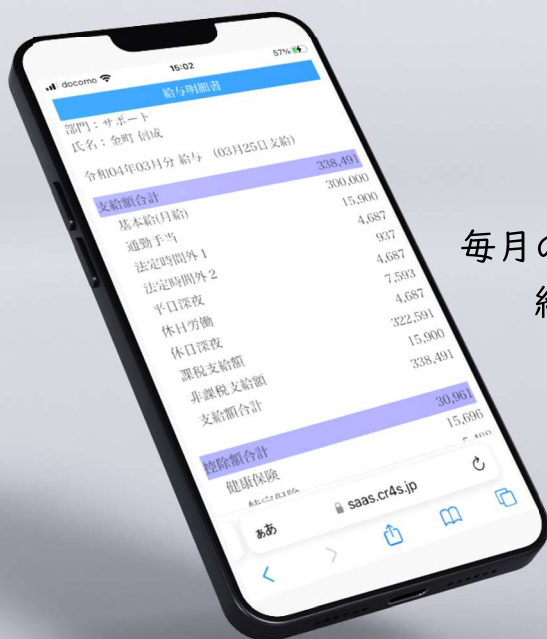 docomo 15:02 57%
給与明細書
部門：サポート
氏名：金町 信成
令和04年03月分 給与 （03月25日支給）
支給額合計 338,491
基本給(月給) 300,000
通勤手当 15,900
法定時間外1 4,687
法定時間外2 937
平日深夜 4,687
休日労働 7,593
休日深夜 4,687
課税支給額 322,591
非課税支給額 15,900
支給額合計 338,491
控除額合計 30,961
健康保険 15,696
ぁあ saas.cr4s.jp
毎月の